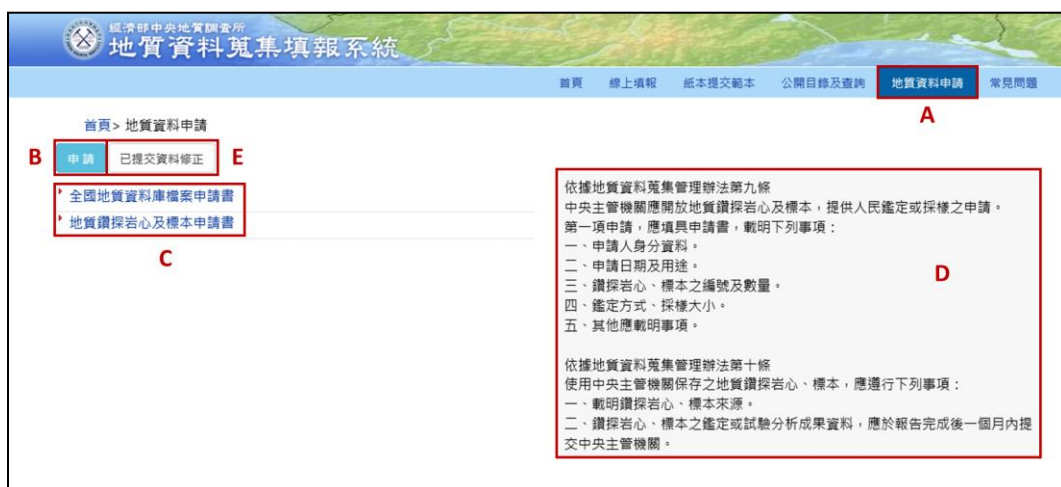 經濟部中央地質調查所
地質資料蒐集填報系統
首頁 線上填報 紙本提交範本 公開目錄及查詢 地質資料申請 常見問題
A
首頁> 地質資料申請
B 申請 已提交資料修正 E
全國地質資料庫檔案申請書
地質鑽探岩心及標本申請書
C
依據地質資料蒐集管理辦法第九條
中央主管機關應開放地質鑽探岩心及標本，提供人民鑑定或採樣之申請。
第一項申請，應填具申請書，載明下列事項：
一、申請人身分資料。
二、申請日期及用途。
三、鑽探岩心、標本之編號及數量。
四、鑑定方式、採樣大小。
五、其他應載明事項。
D
依據地質資料蒐集管理辦法第十條
使用中央主管機關保存之地質鑽探岩心、標本，應遵行下列事項：
一、載明鑽探岩心、標本來源。
二、鑽探岩心、標本之鑑定或試驗分析成果資料，應於報告完成後一個月內提
交中央主管機關。